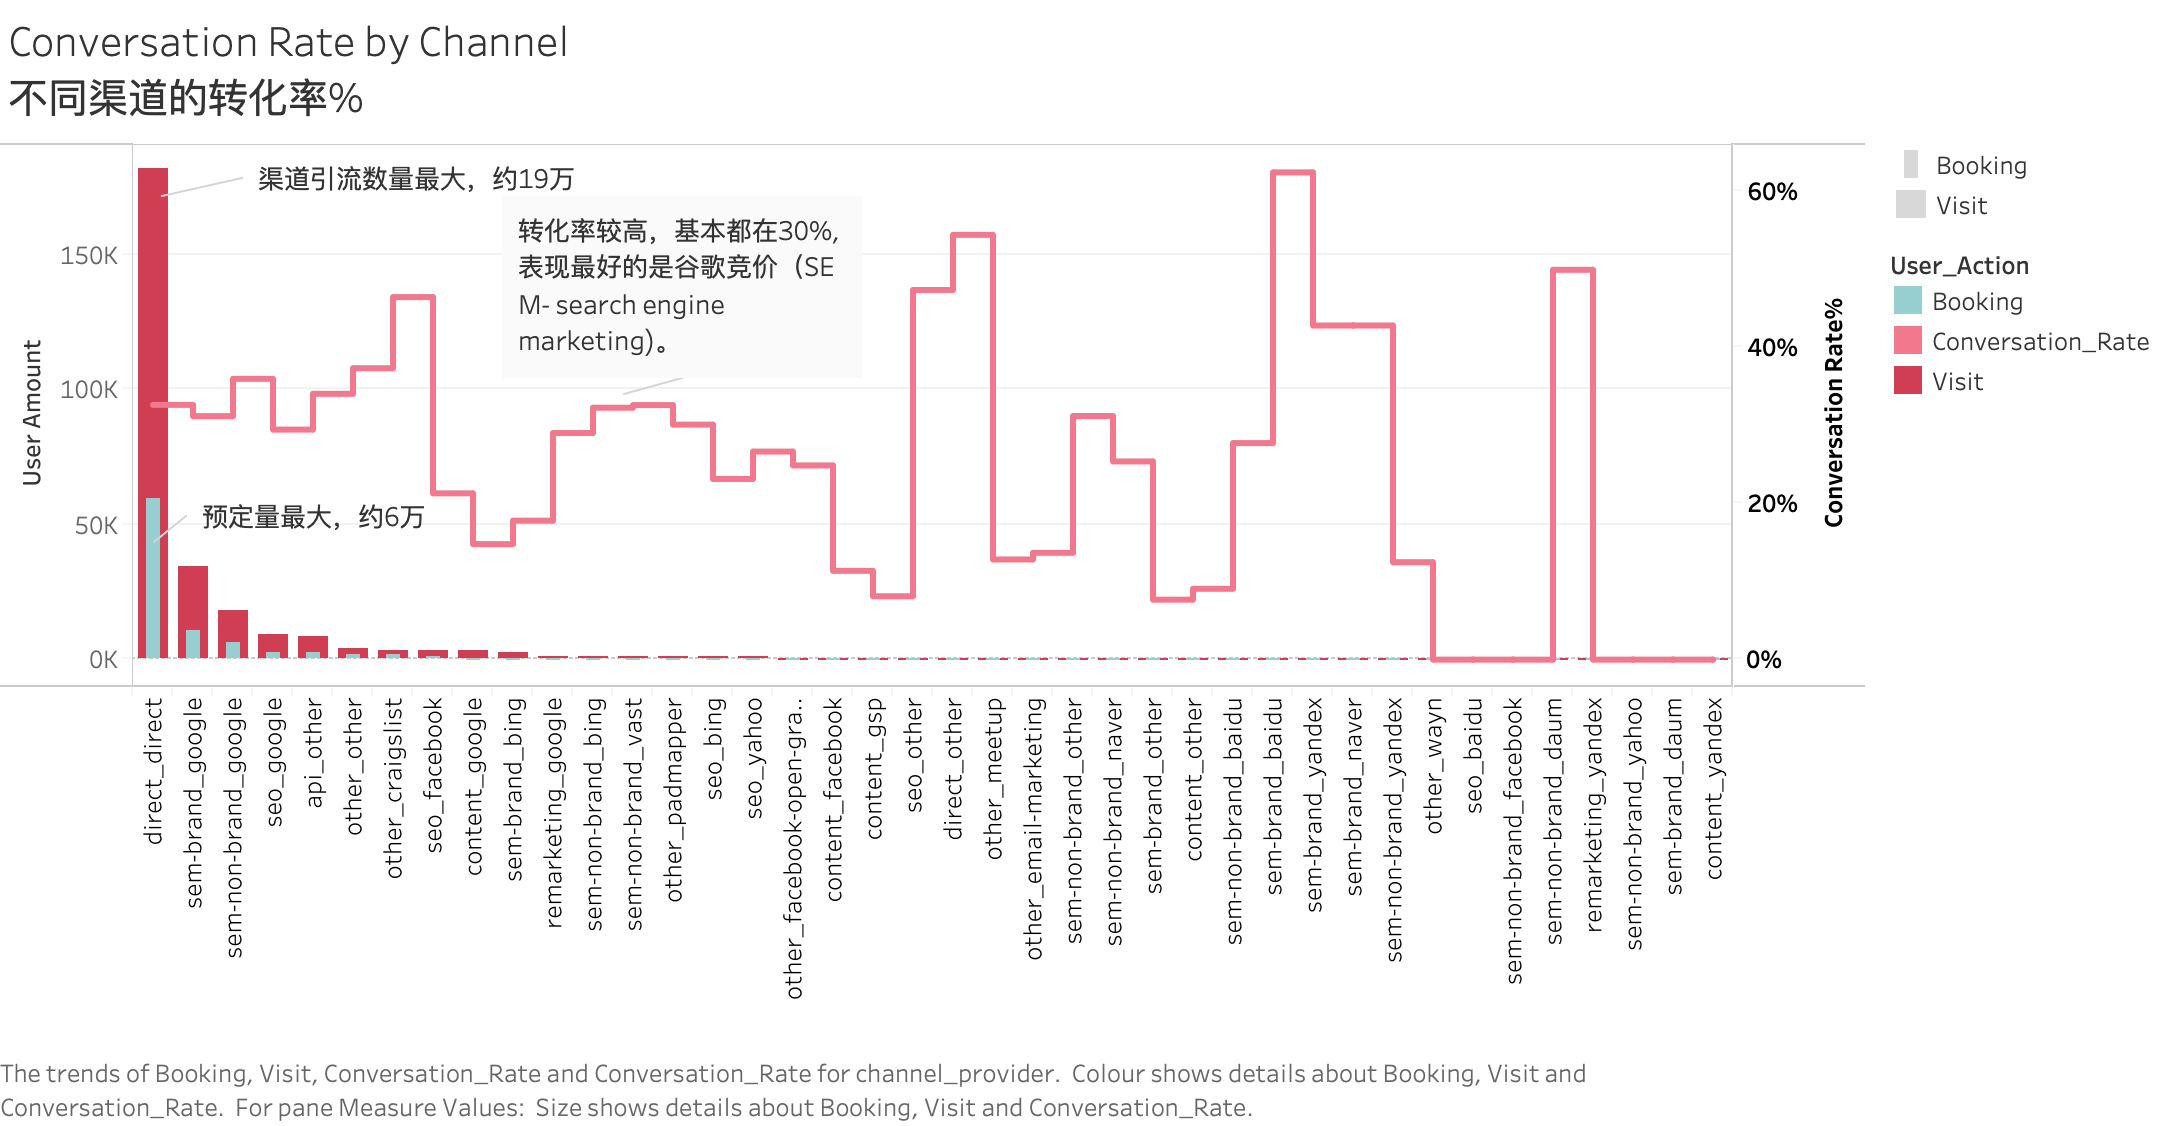 Conversation Rate by Channel
不同渠道的转化率%
渠道引流数量最大，约19万
转化率较高，基本都在30%,
表现最好的是谷歌竞价（SE
M- search engine
marketing)。
预定量最大，约6万
User Amount
150K
100K
50K
0K
60%
40%
20%
0%
Conversation Rate%
Booking
Visit
User_Action
Booking
Conversation_Rate
Visit
direct_direct
sem-brand_google
sem-non-brand_google
seo_google
api_other
other_other
other_craigslist
seo_facebook
content_google
sem-brand_bing
remarketing_google
sem-non-brand_bing
sem-non-brand_vast
other_padmapper
seo_bing
seo_yahoo
other_facebook-open-gra..
content_facebook
content_gsp
seo_other
direct_other
other_meetup
other_email-marketing
sem-non-brand_other
sem-non-brand_naver
sem-brand_other
content_other
sem-non-brand_baidu
sem-brand_baidu
sem-brand_yandex
sem-brand_naver
sem-non-brand_yandex
other_wayn
seo_baidu
sem-non-brand_facebook
sem-non-brand_daum
remarketing_yandex
sem-non-brand_yahoo
sem-brand_daum
content_yandex
The trends of Booking, Visit, Conversation_Rate and Conversation_Rate for channel_provider.  Colour shows details about Booking, Visit and
Conversation_Rate.  For pane Measure Values:  Size shows details about Booking, Visit and Conversation_Rate.